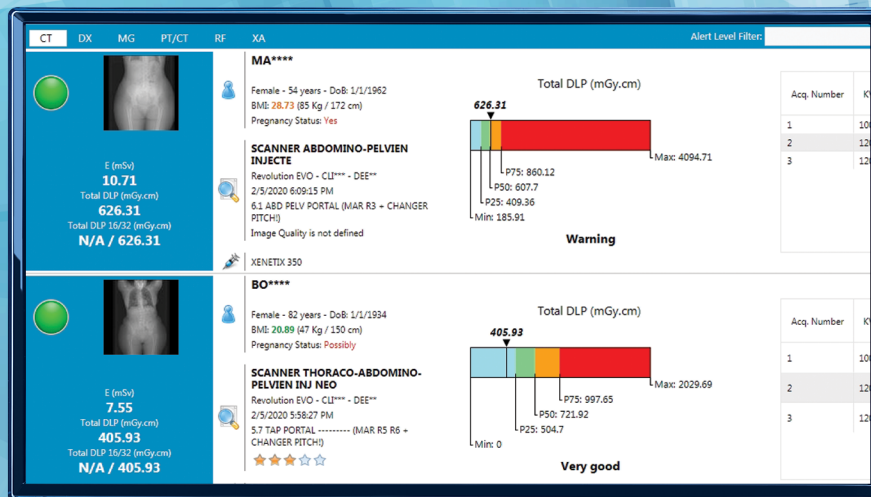 CT DX MG PT/CT RF XA Alert Level Filter:
MA****
Female - 54 years - DoB: 1/1/1962
BMI: 28.73 (85 Kg / 172 cm)
Pregnancy Status: Yes
SCANNER ABDOMINO-PELVIEN
INJECTE
Revolution EVO - CLI*** - DEE**
2/5/2020 6:09:15 PM
6.1 ABD PELV PORTAL (MAR R3 + CHANGER
PITCH!)
Image Quality is not defined
XENETIX 350
E (mSv)
10.71
Total DLP (mGy.cm)
626.31
Total DLP 16/32 (mGy.cm)
N/A / 626.31
Total DLP (mGy.cm)
626.31
Max: 4094.71
P75: 860.12
P50: 607.7
P25: 409.36
Min: 185.91
Warning
Acq. Number KV
1 100
2 120
3 120
BO****
Female - 82 years - DoB: 1/1/1934
BMI: 20.89 (47 Kg / 150 cm)
Pregnancy Status: Possibly
SCANNER THORACO-ABDOMINO-
PELVIEN INJ NEO
Revolution EVO - CLI*** - DEE**
2/5/2020 5:58:27 PM
5.7 TAP PORTAL --------- (MAR R5 R6 +
CHANGER PITCH!)
E (mSv)
7.55
Total DLP (mGy.cm)
405.93
Total DLP 16/32 (mGy.cm)
N/A / 405.93
Total DLP (mGy.cm)
405.93
Max: 2029.69
P75: 997.65
P50: 721.92
P25: 504.7
Min: 0
Very good
Acq. Number KV
1 100
2 120
3 120